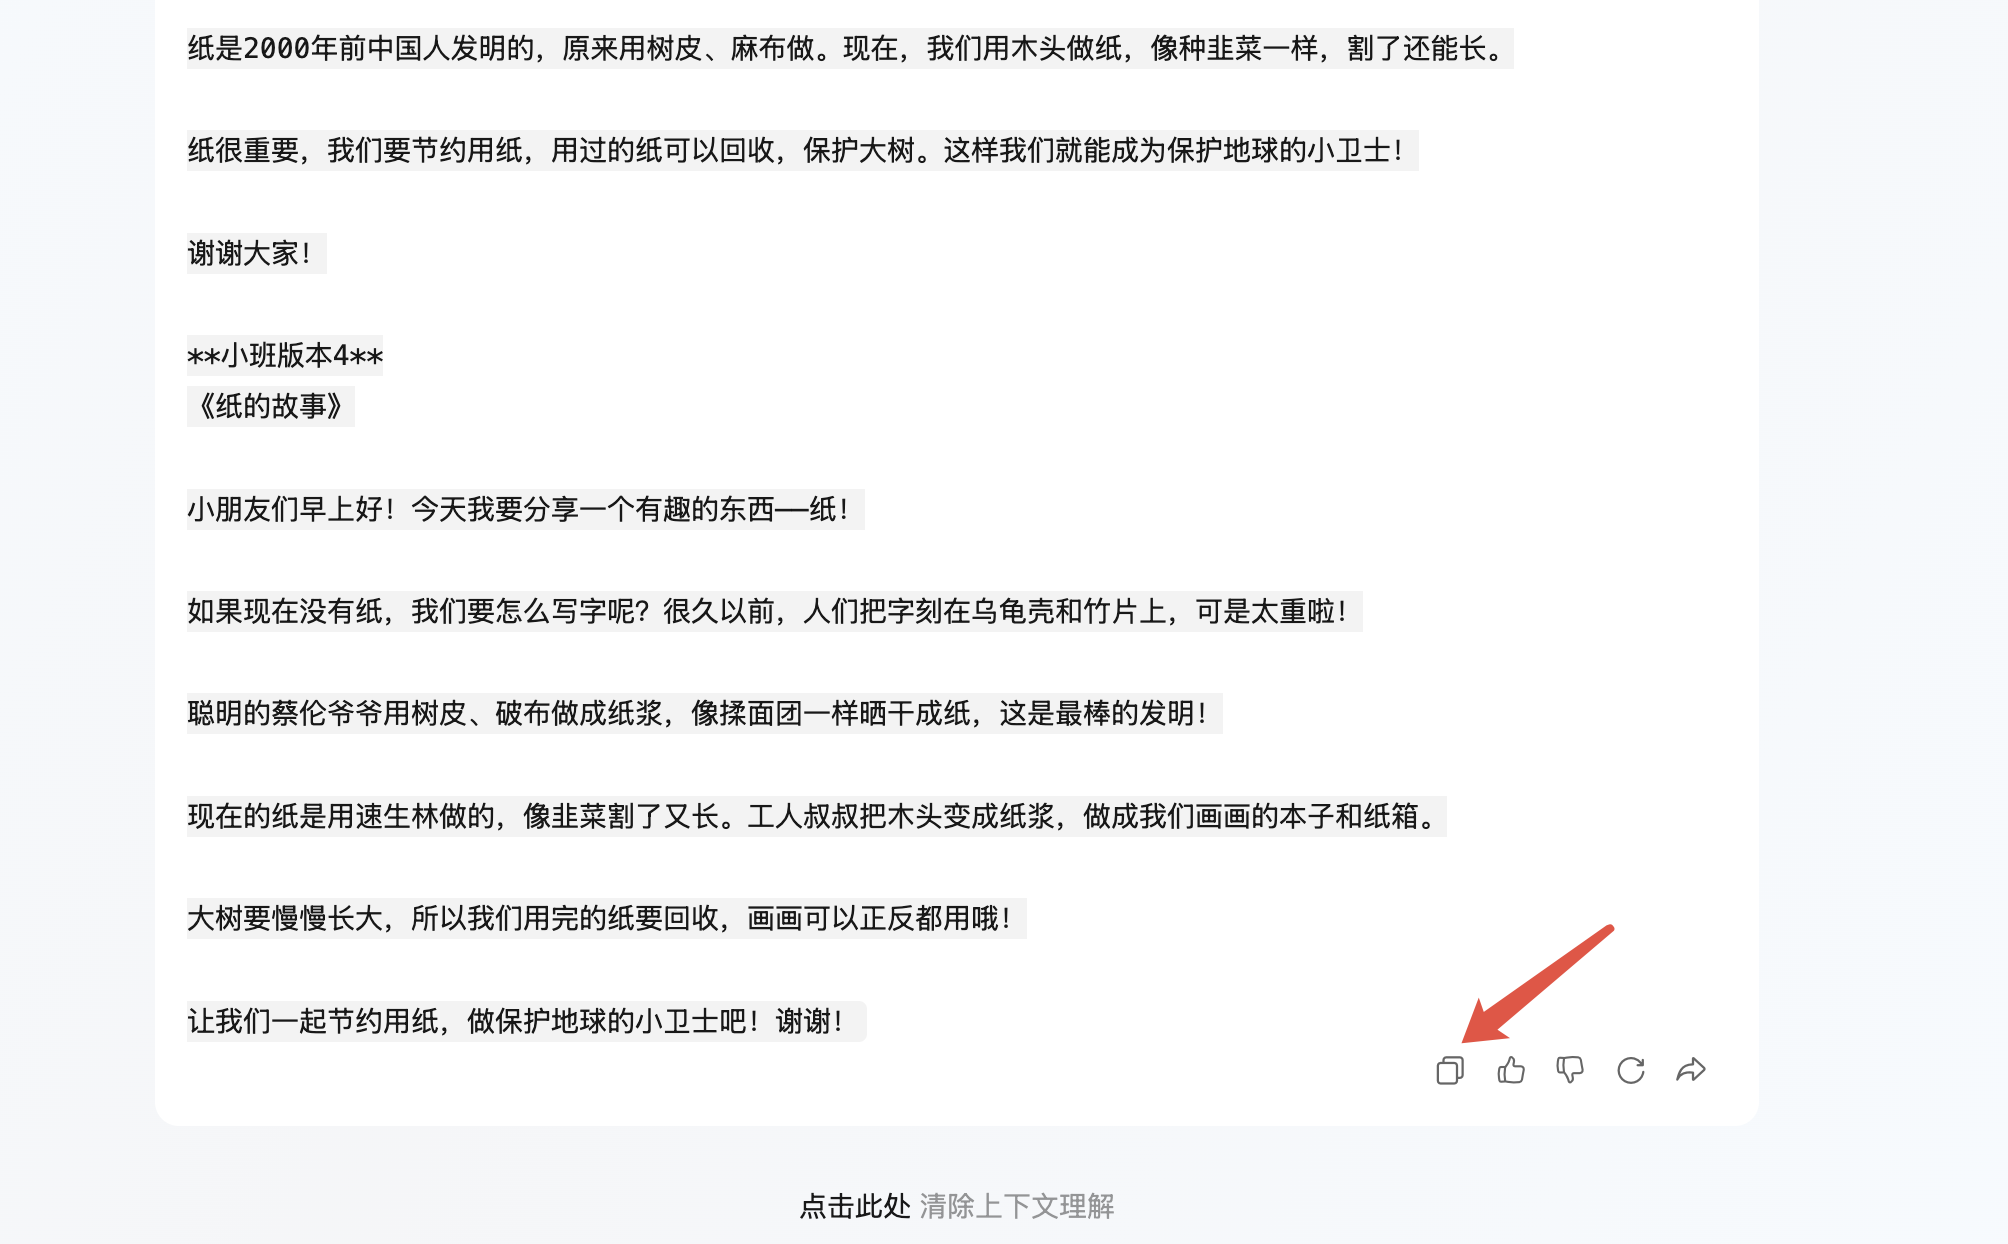 纸是2000年前中国人发明的，原来用树皮、麻布做。现在，我们用木头做纸，像种韭菜一样，割了还能长。
纸很重要，我们要节约用纸，用过的纸可以回收，保护大树。这样我们就能成为保护地球的小卫士！
谢谢大家！
**小班版本4**
《纸的故事》
小朋友们早上好！今天我要分享一个有趣的东西——纸！
如果现在没有纸，我们要怎么写字呢？很久以前，人们把字刻在乌龟壳和竹片上，可是太重啦！
聪明的蔡伦爷爷用树皮、破布做成纸浆，像揉面团一样晒干成纸，这是最棒的发明！
现在的纸是用速生林做的，像韭菜割了又长。工人叔叔把木头变成纸浆，做成我们画画的本子和纸箱。
大树要慢慢长大，所以我们用完的纸要回收，画画可以正反都用哦！
让我们一起节约用纸，做保护地球的小卫士吧！谢谢！
点击此处 清除上下文理解